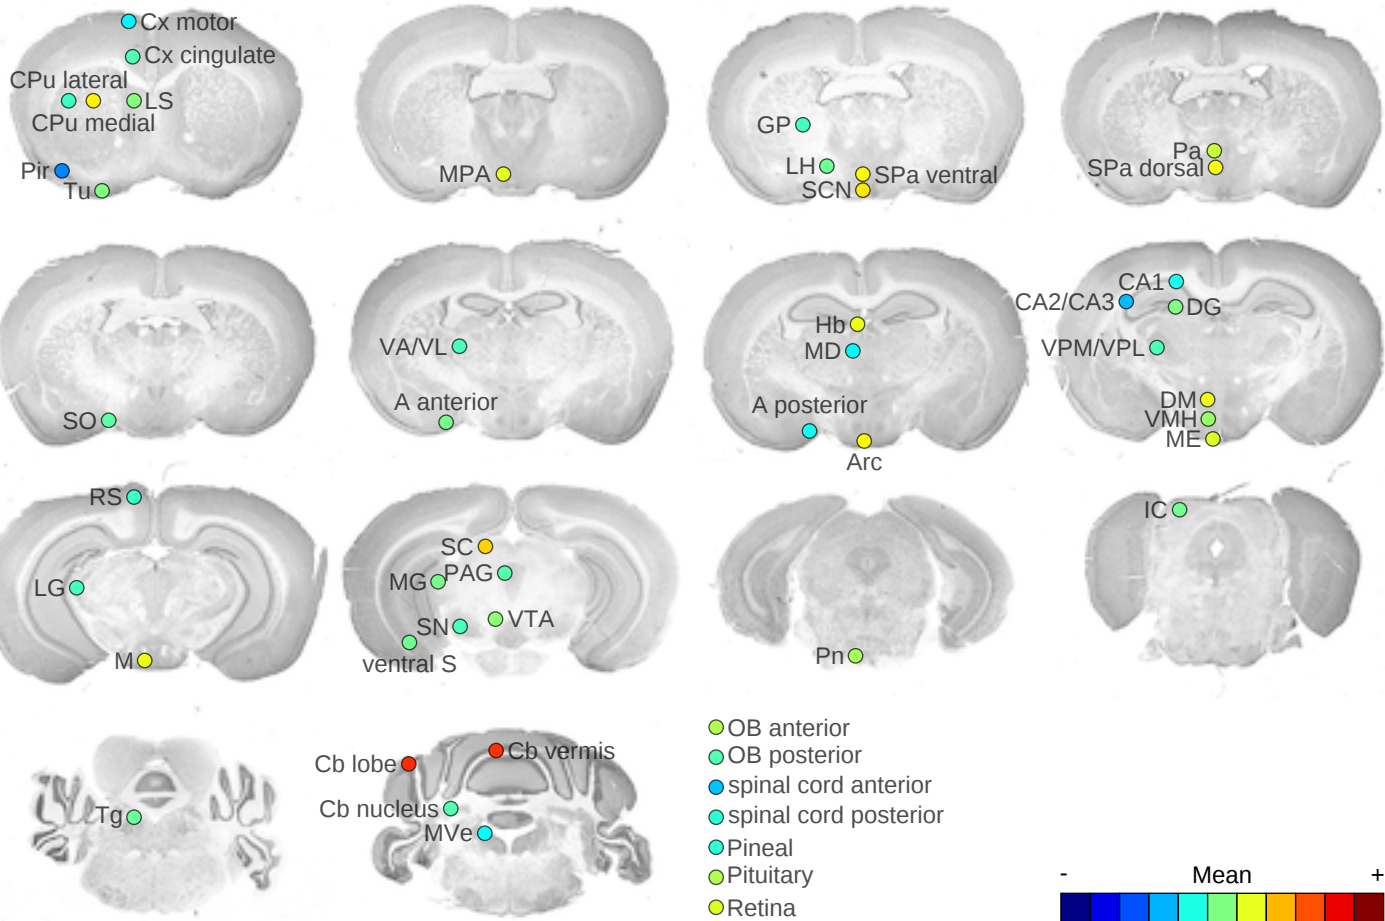 Cx motor
Cx cingulate
CPu lateral
LS
CPu medial
Pir
Tu
MPA
GP
LH
SPa ventral
SCN
Pa
SPa dorsal
SO
VA/VL
A anterior
Hb
MD
A posterior
Arc
CA1
CA2/CA3
DG
VPM/VPL
DM
VMH
ME
RS
LG
M
SC
PAG
MG
VTA
SN
ventral S
Pn
IC
Tg
Cb lobe
Cb vermis
Cb nucleus
MVe
OB anterior
OB posterior
spinal cord anterior
spinal cord posterior
Pineal
Pituitary
Retina
- Mean +